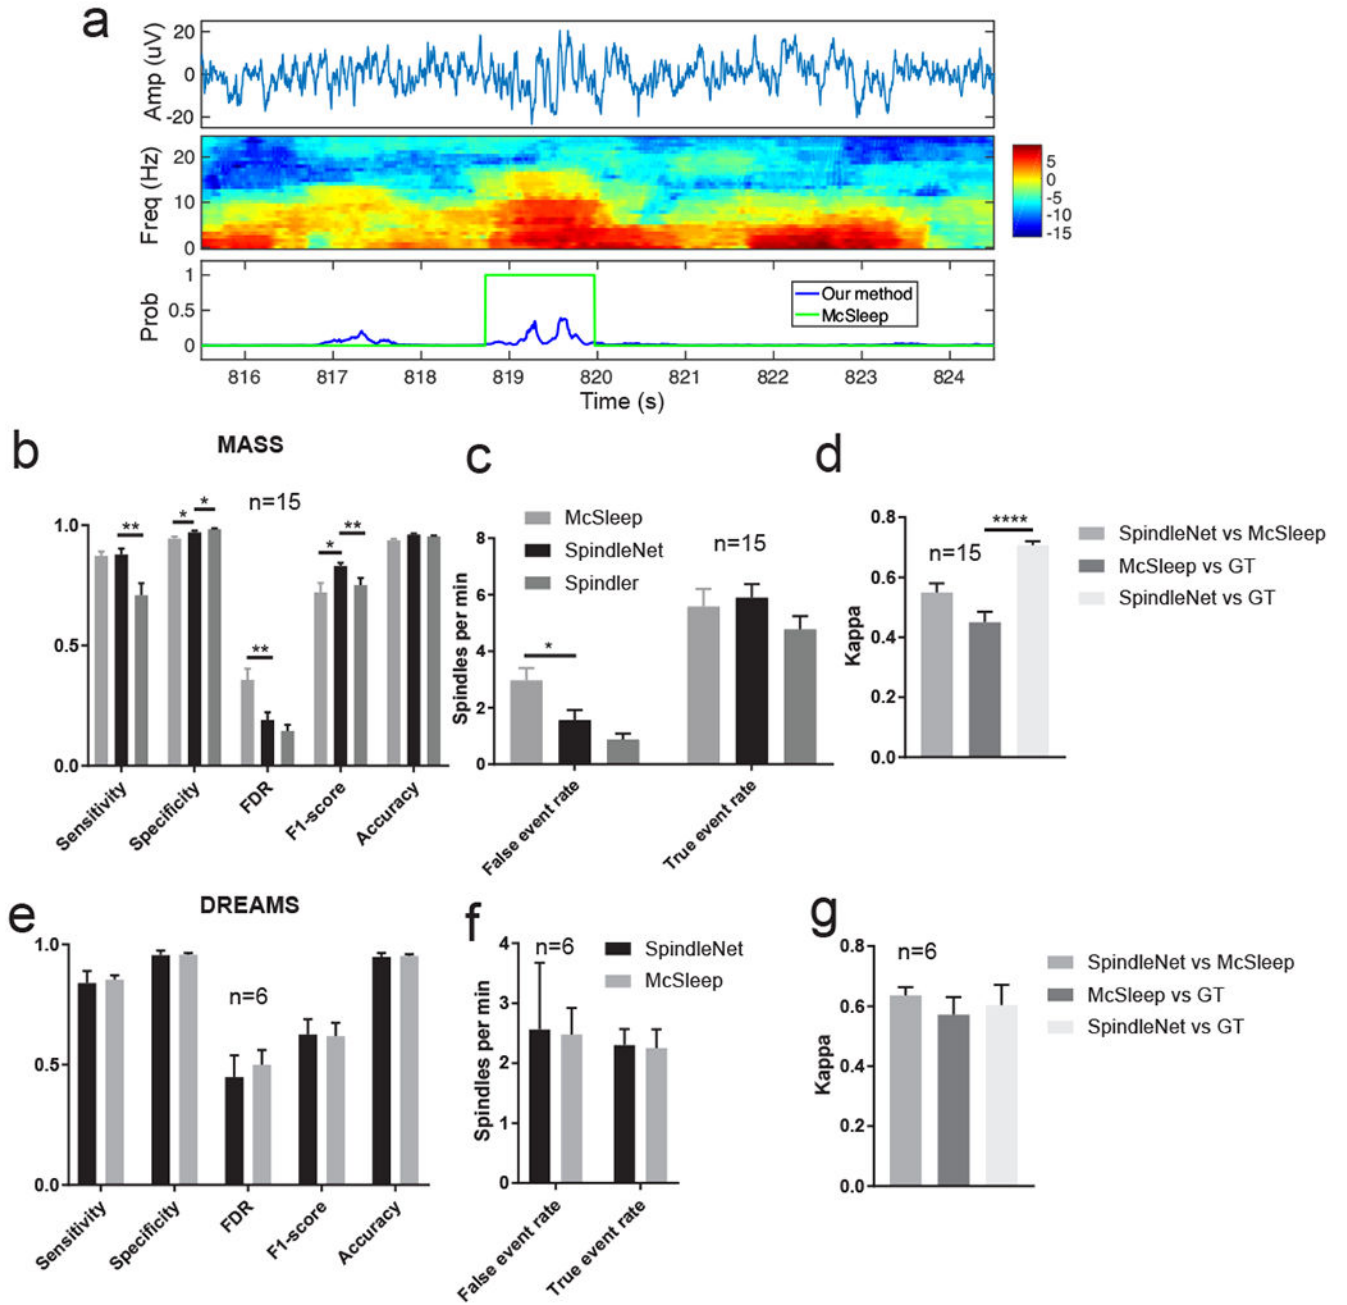 a
Amp (uV)
20
0
-20
Freq (Hz)
20
10
0
5
0
-5
-10
-15
Prob
1
0.5
0
Our method
McSleep
816 817 818 819 820 821 822 823 824
Time (s)
b
MASS
n=15
1.0
0.5
0.0
** * * ** * **
Sensitivity
Specificity
FDR
F1-score
Accuracy
c
McSleep
SpindleNet
Spindler
n=15
Spindles per min
8
6
4
2
0
*
False event rate
True event rate
d
Kappa
0.8
0.6
0.4
0.2
0.0
n=15
****
SpindleNet vs McSleep
McSleep vs GT
SpindleNet vs GT
e
DREAMS
n=6
1.0
0.5
0.0
Sensitivity
Specificity
FDR
F1-score
Accuracy
f
n=6
SpindleNet
McSleep
Spindles per min
4
3
2
1
0
False event rate
True event rate
g
n=6
Kappa
0.8
0.6
0.4
0.2
0.0
SpindleNet vs McSleep
McSleep vs GT
SpindleNet vs GT